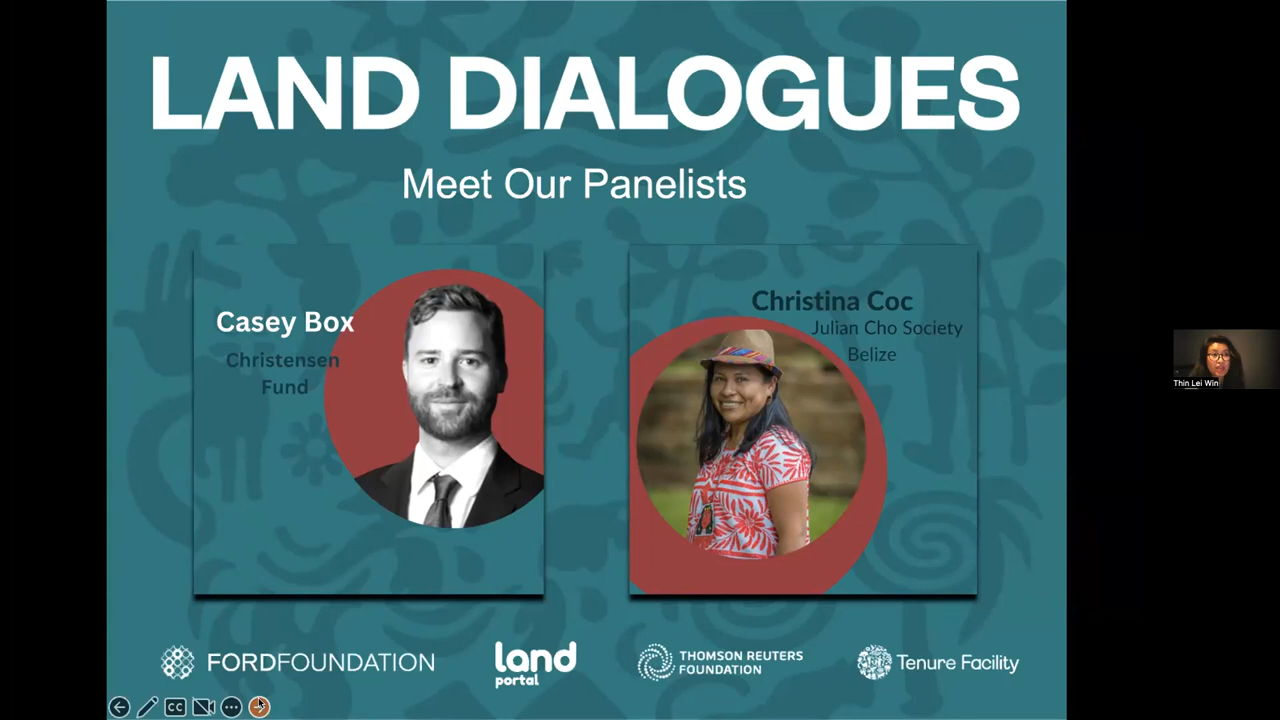 LAND DIALOGUES
Meet Our Panelists
Casey Box
Christensen
Fund
Christina Coc
Julian Cho Society
Belize
Thin Lei Win
FORDFOUNDATION
land
portal
THOMSON REUTERS
FOUNDATION
Tenure Facility
CC